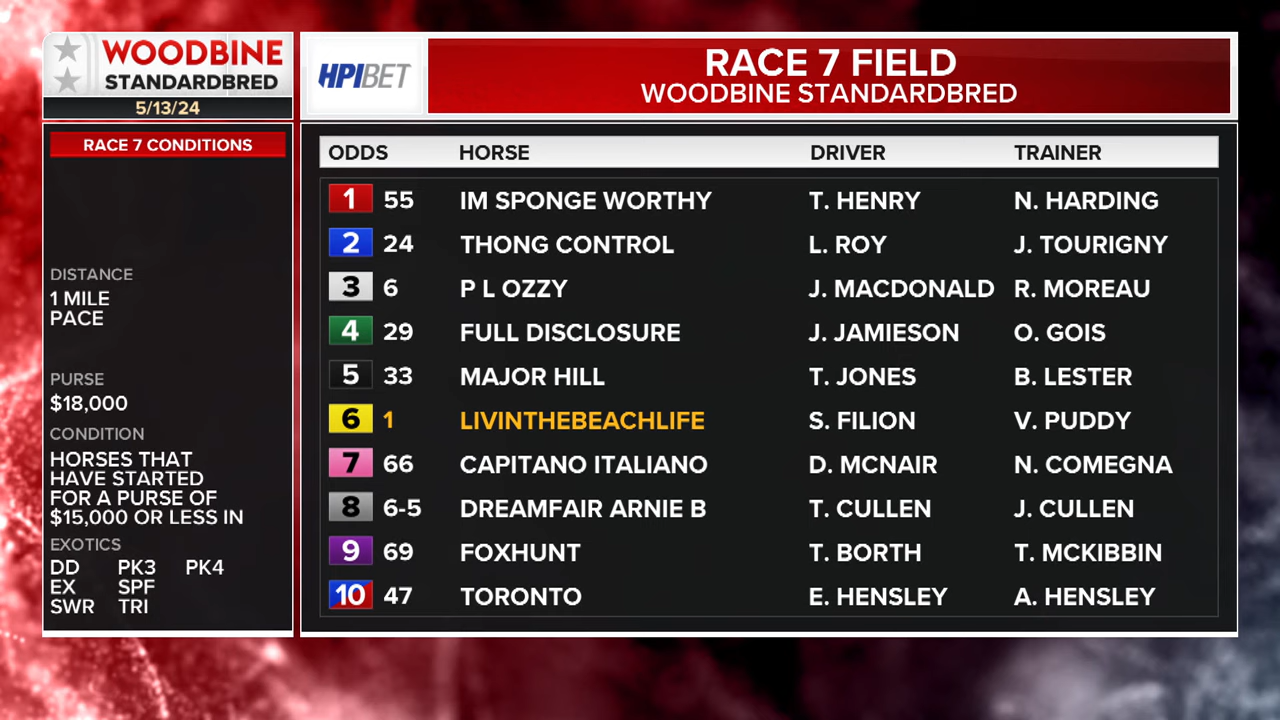 WOODBINE
STANDARDBRED
5/13/24
RACE 7 CONDITIONS
DISTANCE
1 MILE
PACE
PURSE
$18,000
CONDITION
HORSES THAT
HAVE STARTED
FOR A PURSE OF
$15,000 OR LESS IN
EXOTICS
DD PK3 PK4
EX SPF
SWR TRI
HPIBET
RACE 7 FIELD
WOODBINE STANDARDBRED
ODDS HORSE DRIVER TRAINER
1 55 IM SPONGE WORTHY T. HENRY N. HARDING
2 24 THONG CONTROL L. ROY J. TOURIGNY
3 6 P L OZZY J. MACDONALD R. MOREAU
4 29 FULL DISCLOSURE J. JAMIESON O. GOIS
5 33 MAJOR HILL T. JONES B. LESTER
6 1 LIVINTHEBEACHLIFE S. FILION V. PUDDY
7 66 CAPITANO ITALIANO D. MCNAIR N. COMEGNA
8 6-5 DREAMFAIR ARNIE B T. CULLEN J. CULLEN
9 69 FOXHUNT T. BORTH T. MCKIBBIN
10 47 TORONTO E. HENSLEY A. HENSLEY